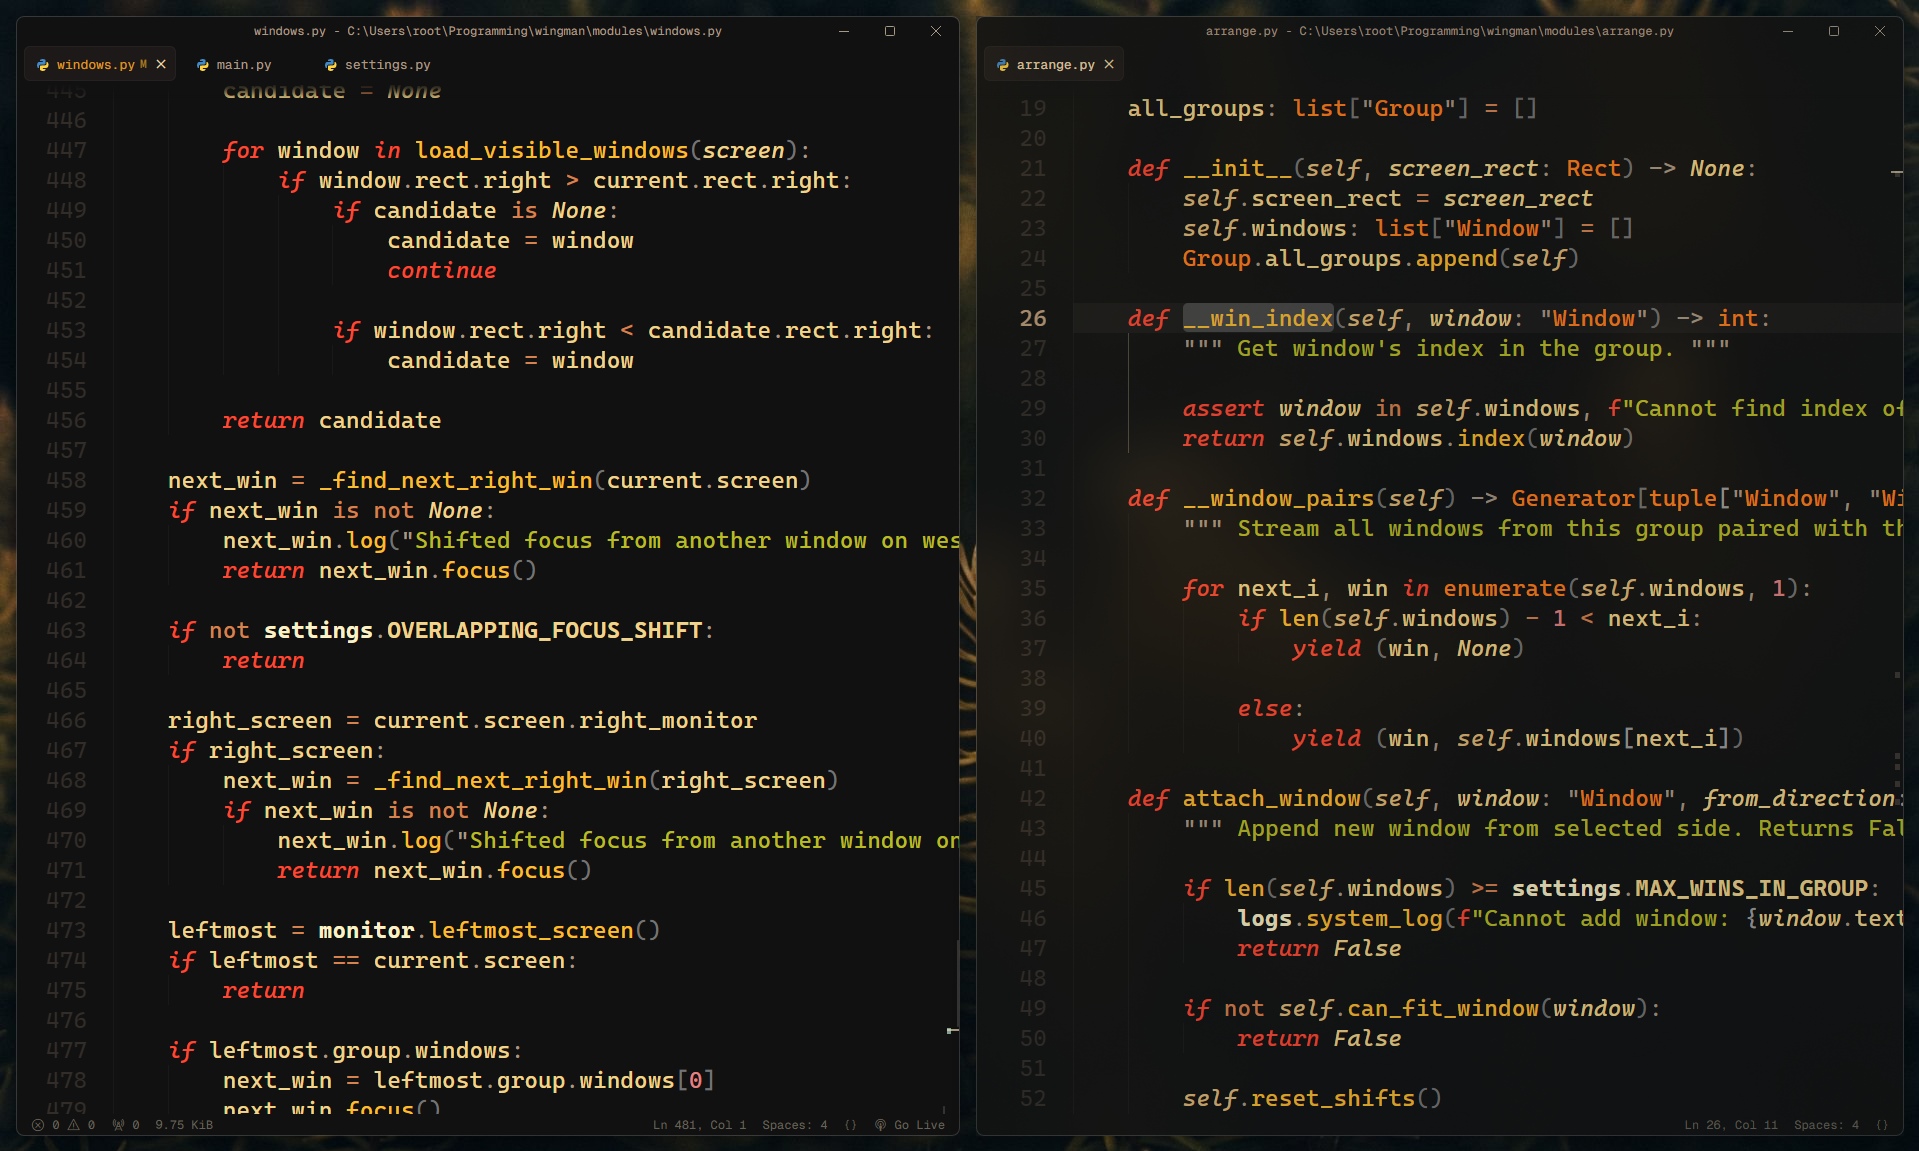 windows.py - C:\Users\root\Programming\wingman\modules\windows.py
windows.py M
main.py
settings.py
445 candidate = None
446
447 for window in load_visible_windows(screen):
448 if window.rect.right > current.rect.right:
449 if candidate is None:
450 candidate = window
451 continue
452
453 if window.rect.right < candidate.rect.right:
454 candidate = window
455
456 return candidate
457
458 next_win = _find_next_right_win(current.screen)
459 if next_win is not None:
460 next_win.log("Shifted focus from another window on wes
461 return next_win.focus()
462
463 if not settings.OVERLAPPING_FOCUS_SHIFT:
464 return
465
466 right_screen = current.screen.right_monitor
467 if right_screen:
468 next_win = _find_next_right_win(right_screen)
469 if next_win is not None:
470 next_win.log("Shifted focus from another window on
471 return next_win.focus()
472
473 leftmost = monitor.leftmost_screen()
474 if leftmost == current.screen:
475 return
476
477 if leftmost.group.windows:
478 next_win = leftmost.group.windows[0]
479 next_win.focus()
0 0 0 9.75 KiB Ln 481, Col 1 Spaces: 4 {} Go Live
arrange.py - C:\Users\root\Programming\wingman\modules\arrange.py
arrange.py
19 all_groups: list["Group"] = []
20
21 def __init__(self, screen_rect: Rect) -> None:
22 self.screen_rect = screen_rect
23 self.windows: list["Window"] = []
24 Group.all_groups.append(self)
25
26 def __win_index(self, window: "Window") -> int:
27 """ Get window's index in the group. """
28
29 assert window in self.windows, f"Cannot find index of
30 return self.windows.index(window)
31
32 def __window_pairs(self) -> Generator[tuple["Window", "Wi
33 """ Stream all windows from this group paired with th
34
35 for next_i, win in enumerate(self.windows, 1):
36 if len(self.windows) - 1 < next_i:
37 yield (win, None)
38
39 else:
40 yield (win, self.windows[next_i])
41
42 def attach_window(self, window: "Window", from_direction:
43 """ Append new window from selected side. Returns Fal
44
45 if len(self.windows) >= settings.MAX_WINS_IN_GROUP:
46 logs.system_log(f"Cannot add window: {window.text
47 return False
48
49 if not self.can_fit_window(window):
50 return False
51
52 self.reset_shifts()
Ln 26, Col 11 Spaces: 4 {}